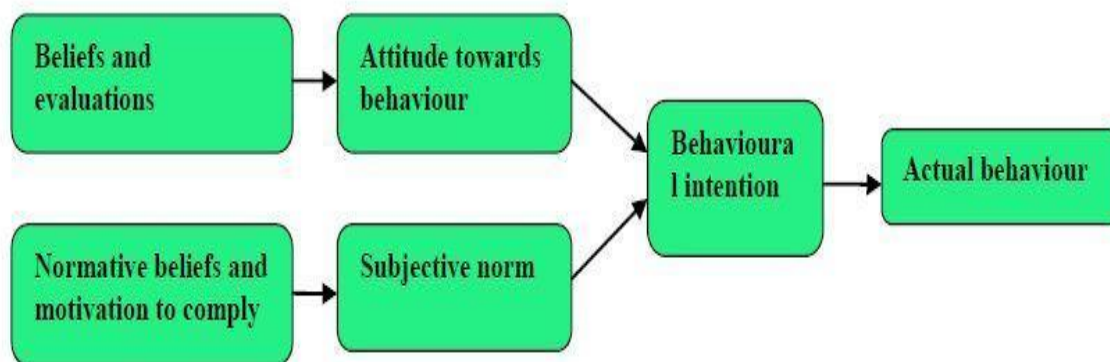 Beliefs and
evaluations
Attitude towards
behaviour
Behavioura
l intention
Actual behaviour
Normative beliefs and
motivation to comply
Subjective norm